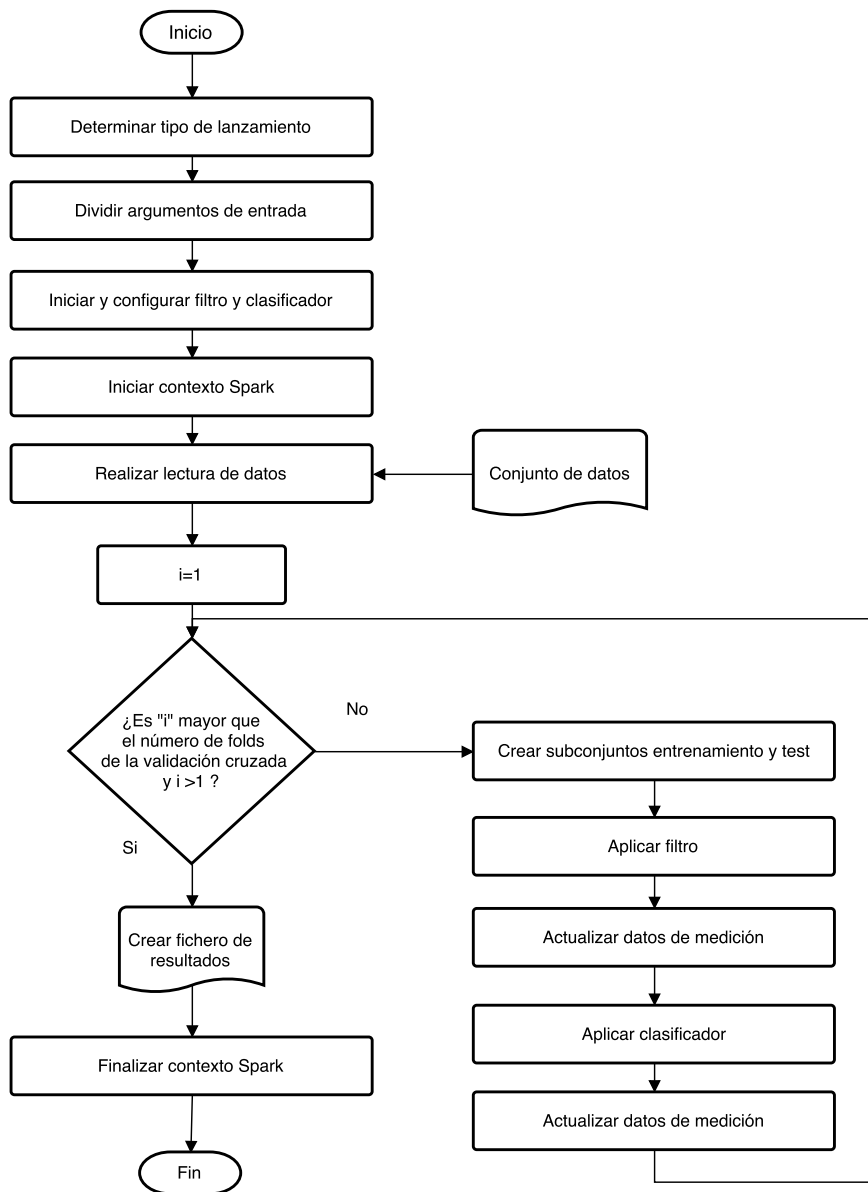 Inicio
Determinar tipo de lanzamiento
Dividir argumentos de entrada
Iniciar y configurar filtro y clasificador
Iniciar contexto Spark
Realizar lectura de datos
Conjunto de datos
i=1
¿Es "i" mayor que
el número de folds
de la validación cruzada
y i >1 ?
No
Si
Crear subconjuntos entrenamiento y test
Aplicar filtro
Actualizar datos de medición
Aplicar clasificador
Actualizar datos de medición
Crear fichero de
resultados
Finalizar contexto Spark
Fin